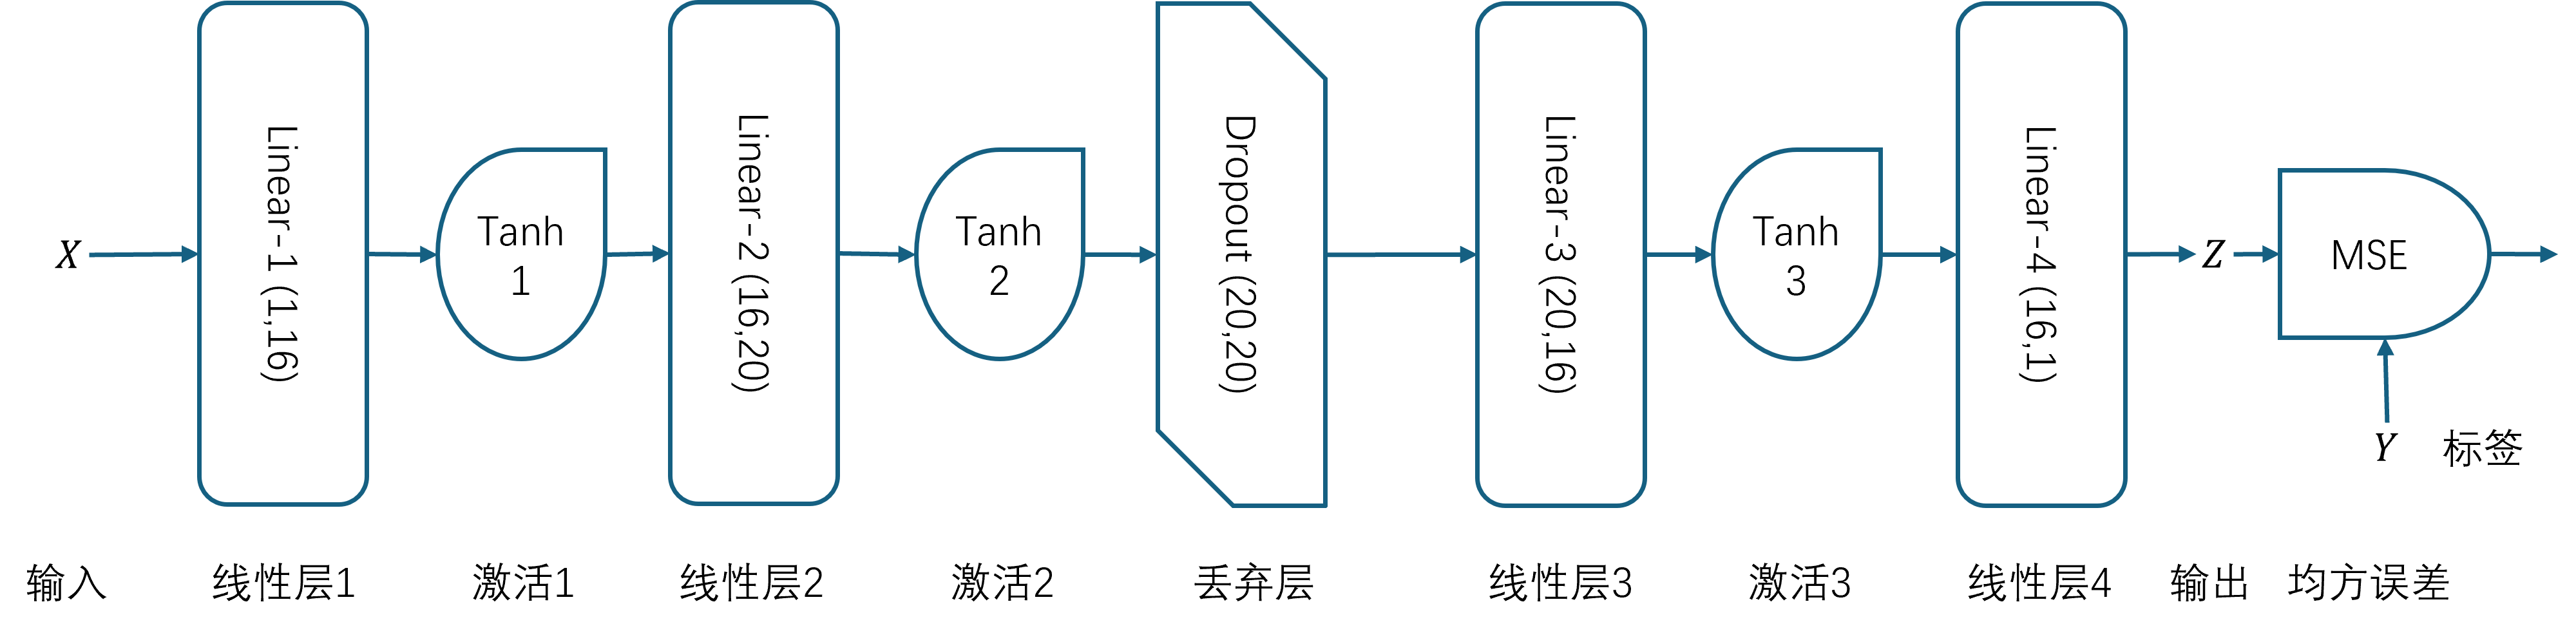 X
Linear-1 (1,16)
Tanh
1
Linear-2 (16,20)
Tanh
2
Dropout (20,20)
Linear-3 (20,16)
Tanh
3
Linear-4 (16,1)
Z
MSE
Y 标签
输入 线性层1 激活1 线性层2 激活2 丢弃层 线性层3 激活3 线性层4 输出 均方误差